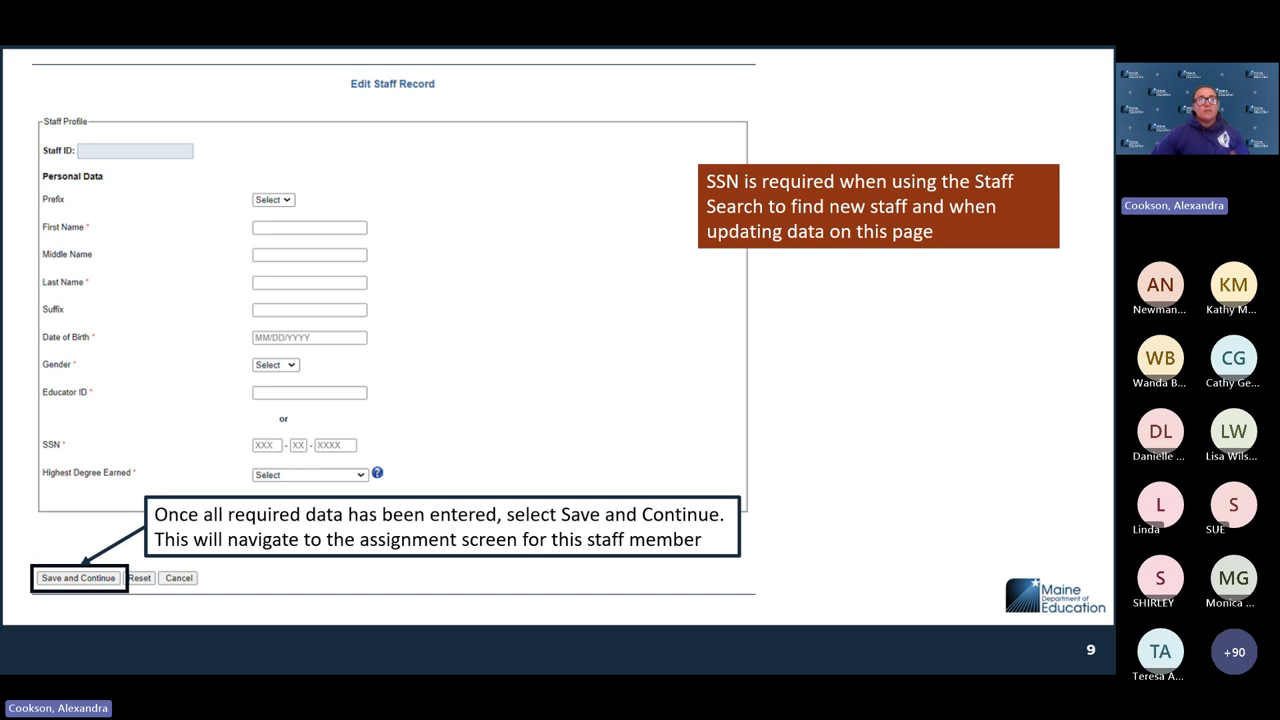 Edit Staff Record
Staff Profile
Staff ID:
Personal Data
Prefix
Select
First Name *
Middle Name
Last Name *
Suffix
Date of Birth *
MM/DD/YYYY
Gender *
Select
Educator ID *
or
SSN *
XXX - XX - XXXX
Highest Degree Earned *
Select
?
SSN is required when using the Staff
Search to find new staff and when
updating data on this page
Once all required data has been entered, select Save and Continue.
This will navigate to the assignment screen for this staff member
Save and Continue
Reset
Cancel
Maine
Department of
Education
9
Cookson, Alexandra
AN
Newman...
KM
Kathy M...
WB
Wanda B...
CG
Cathy Ge...
DL
Danielle ...
LW
Lisa Wils...
L
Linda
S
SUE
S
SHIRLEY
MG
Monica ...
TA
Teresa A...
+90
Cookson, Alexandra